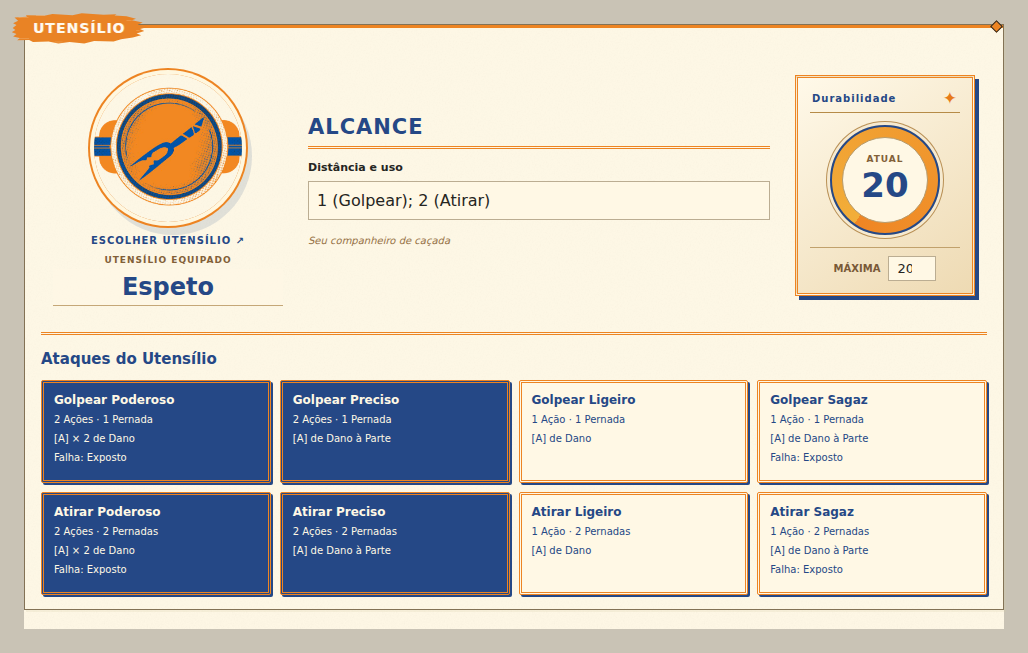 UTENSÍLIO
ESCOLHER UTENSÍLIO ↗
UTENSÍLIO EQUIPADO
Espeto
ALCANCE
Distância e uso
1 (Golpear); 2 (Atirar)
Seu companheiro de caçada
Durabilidade
ATUAL
20
MÁXIMA 20
Ataques do Utensílio
Golpear Poderoso
2 Ações · 1 Pernada
[A] × 2 de Dano
Falha: Exposto
Golpear Preciso
2 Ações · 1 Pernada
[A] de Dano à Parte
Golpear Ligeiro
1 Ação · 1 Pernada
[A] de Dano
Golpear Sagaz
1 Ação · 1 Pernada
[A] de Dano à Parte
Falha: Exposto
Atirar Poderoso
2 Ações · 2 Pernadas
[A] × 2 de Dano
Falha: Exposto
Atirar Preciso
2 Ações · 2 Pernadas
[A] de Dano à Parte
Atirar Ligeiro
1 Ação · 2 Pernadas
[A] de Dano
Atirar Sagaz
1 Ação · 2 Pernadas
[A] de Dano à Parte
Falha: Exposto